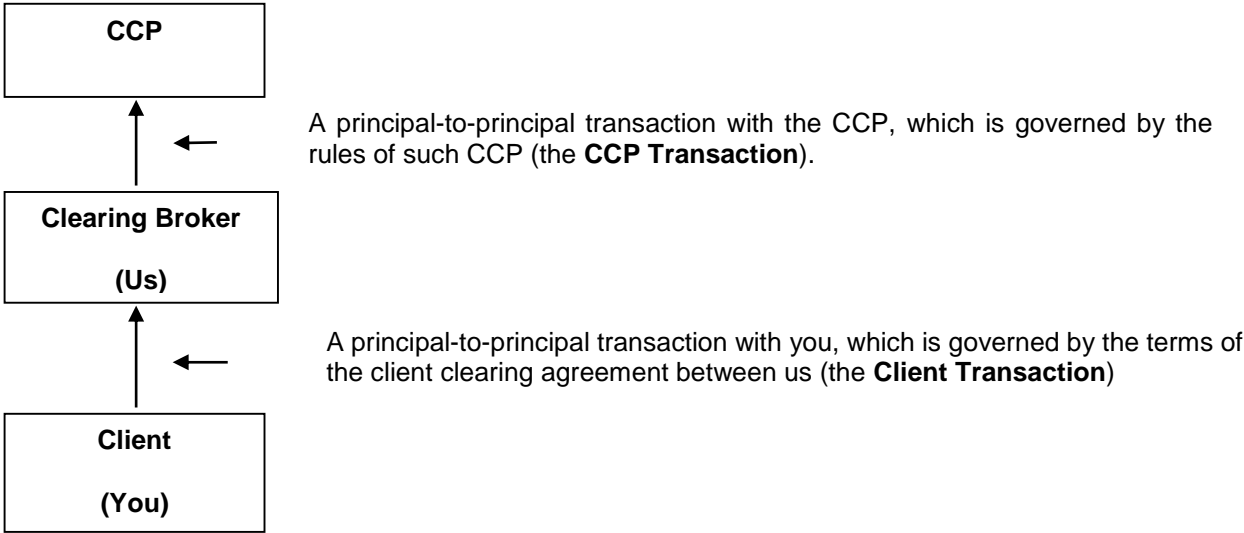 CCP
A principal-to-principal transaction with the CCP, which is governed by the
rules of such CCP (the CCP Transaction).
Clearing Broker
(Us)
A principal-to-principal transaction with you, which is governed by the terms of
the client clearing agreement between us (the Client Transaction)
Client
(You)